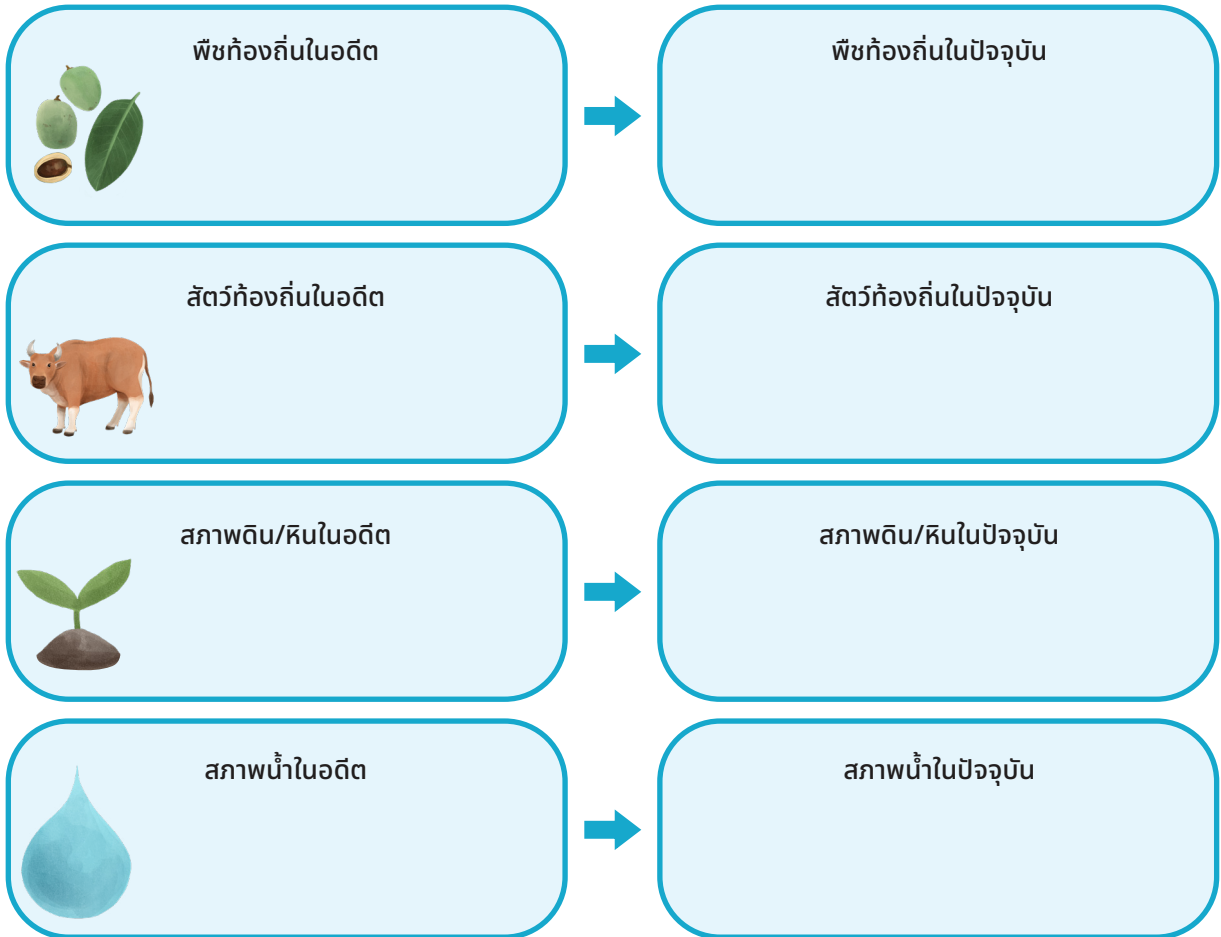 พืชท้องถิ่นในอดีต
พืชท้องถิ่นในปัจจุบัน
สัตว์ท้องถิ่นในอดีต
สัตว์ท้องถิ่นในปัจจุบัน
สภาพดิน/หินในอดีต
สภาพดิน/หินในปัจจุบัน
สภาพน้ำในอดีต
สภาพน้ำในปัจจุบัน